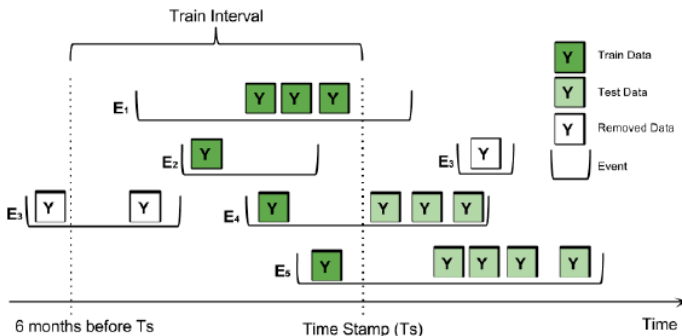 Train Interval
Y Train Data
E1 Y Y Y
Y Test Data
E2 Y
E3 Y
Y Removed Data
Event
E3 Y Y
E4 Y Y Y Y
E5 Y Y Y Y Y
6 months before Ts
Time Stamp (Ts)
Time